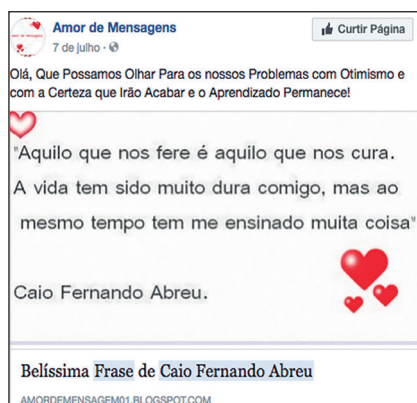 Amor de Mensagens
Curtir Página
7 de julho ·
Olá, Que Possamos Olhar Para os nossos Problemas com Otimismo e
com a Certeza que Irão Acabar e o Aprendizado Permanece!
"Aquilo que nos fere é aquilo que nos cura.
A vida tem sido muito dura comigo, mas ao
mesmo tempo tem me ensinado muita coisa"
Caio Fernando Abreu.
Belíssima Frase de Caio Fernando Abreu
AMORDEMENSAGEM01.BLOGSPOT.COM